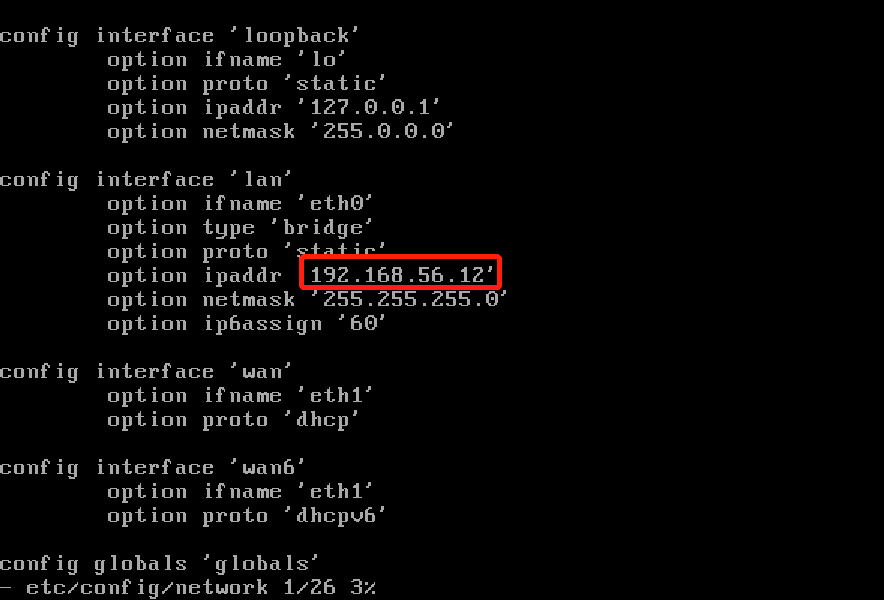 config interface 'loopback'
option ifname 'lo'
option proto 'static'
option ipaddr '127.0.0.1'
option netmask '255.0.0.0'
config interface 'lan'
option ifname 'eth0'
option type 'bridge'
option proto 'static'
option ipaddr 192.168.56.12'
option netmask '255.255.255.0'
option ip6assign '60'
config interface 'wan'
option ifname 'eth1'
option proto 'dhcp'
config interface 'wan6'
option ifname 'eth1'
option proto 'dhcpv6'
config globals 'globals'
- etc/config/network 1/26 3%